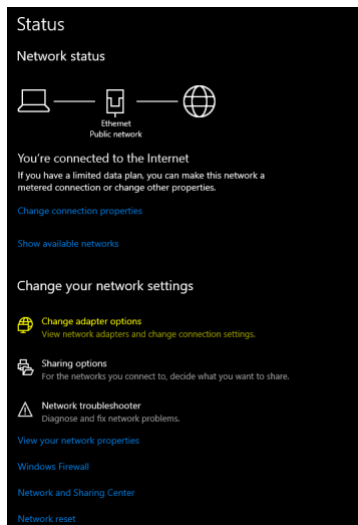 Status
Network status
Ethernet
Public network
You're connected to the Internet
If you have a limited data plan, you can make this network a
metered connection or change other properties.
Change connection properties
Show available networks
Change your network settings
Change adapter options
View network adapters and change connection settings.
Sharing options
For the networks you connect to, decide what you want to share.
Network troubleshooter
Diagnose and fix network problems.
View your network properties
Windows Firewall
Network and Sharing Center
Network reset